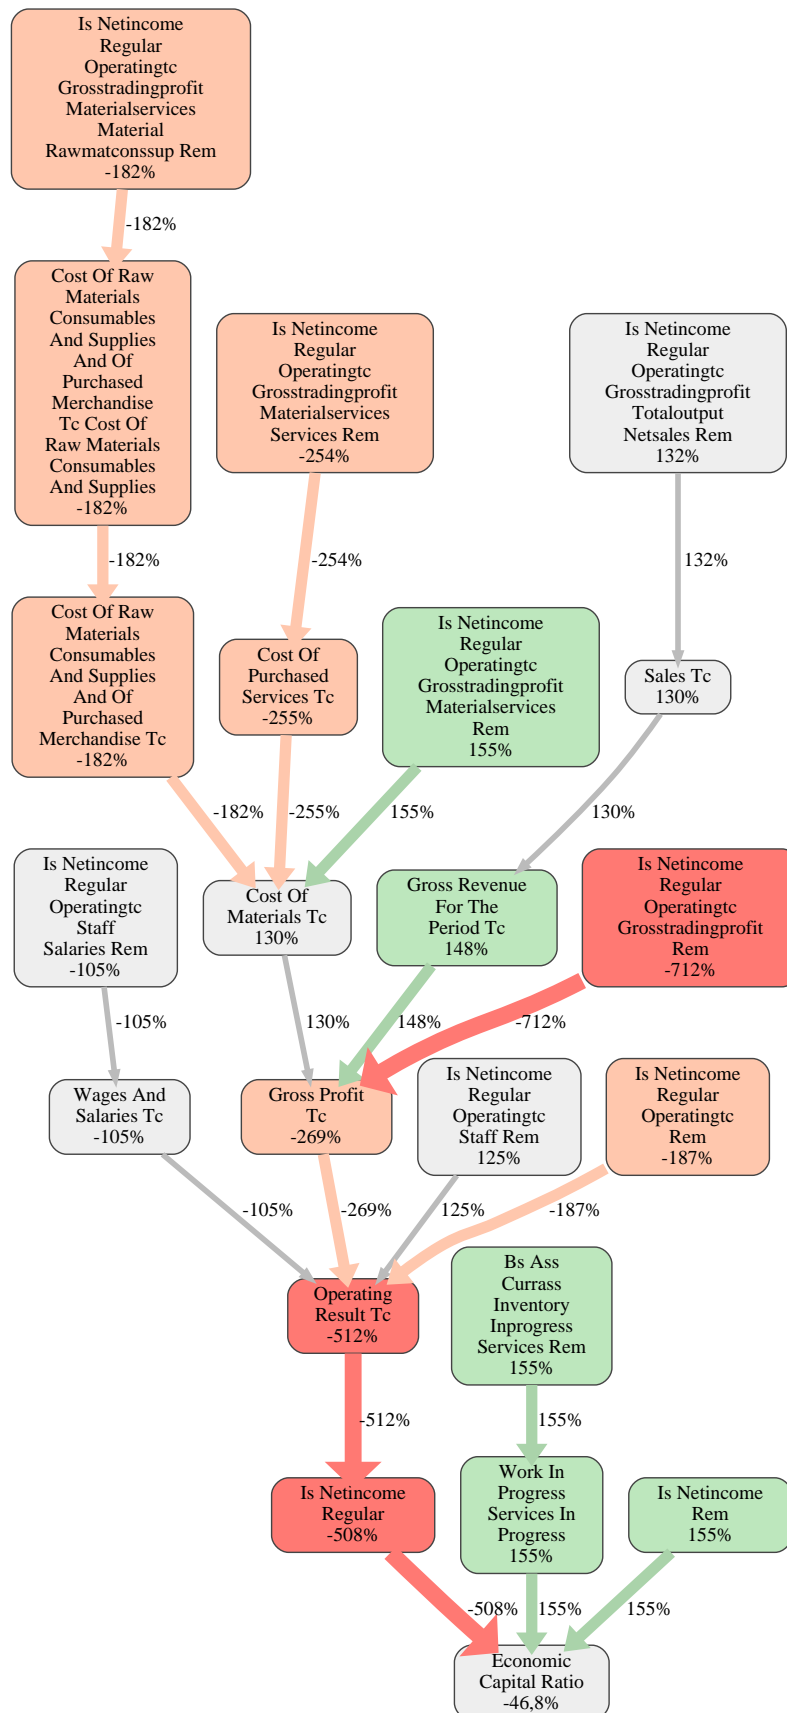 Is Netincome
Regular
Operatingtc
Grosstradingprofit
Materialservices
Material
Rawmatconssup Rem
-182%
-182%
Cost Of Raw
Materials
Consumables
And Supplies
And Of
Purchased
Merchandise
Tc Cost Of
Raw Materials
Consumables
And Supplies
-182%
Is Netincome
Regular
Operatingtc
Grosstradingprofit
Materialservices
Services Rem
-254%
Is Netincome
Regular
Operatingtc
Grosstradingprofit
Totaloutput
Netsales Rem
132%
-182%
-254%
132%
Cost Of Raw
Materials
Consumables
And Supplies
And Of
Purchased
Merchandise Tc
-182%
Cost Of
Purchased
Services Tc
-255%
Is Netincome
Regular
Operatingtc
Grosstradingprofit
Materialservices
Rem
155%
Sales Tc
130%
-182%
-255%
155%
130%
Is Netincome
Regular
Operatingtc
Staff
Salaries Rem
-105%
Cost Of
Materials Tc
130%
Gross Revenue
For The
Period Tc
148%
Is Netincome
Regular
Operatingtc
Grosstradingprofit
Rem
-712%
-105%
130%
148%
-712%
Wages And
Salaries Tc
-105%
Gross Profit
Tc
-269%
Is Netincome
Regular
Operatingtc
Staff Rem
125%
Is Netincome
Regular
Operatingtc
Rem
-187%
-105%
-269%
125%
-187%
Operating
Result Tc
-512%
Bs Ass
Currass
Inventory
Inprogress
Services Rem
155%
-512%
155%
Is Netincome
Regular
-508%
Work In
Progress
Services In
Progress
155%
Is Netincome
Rem
155%
-508%
155%
155%
Economic
Capital Ratio
-46,8%